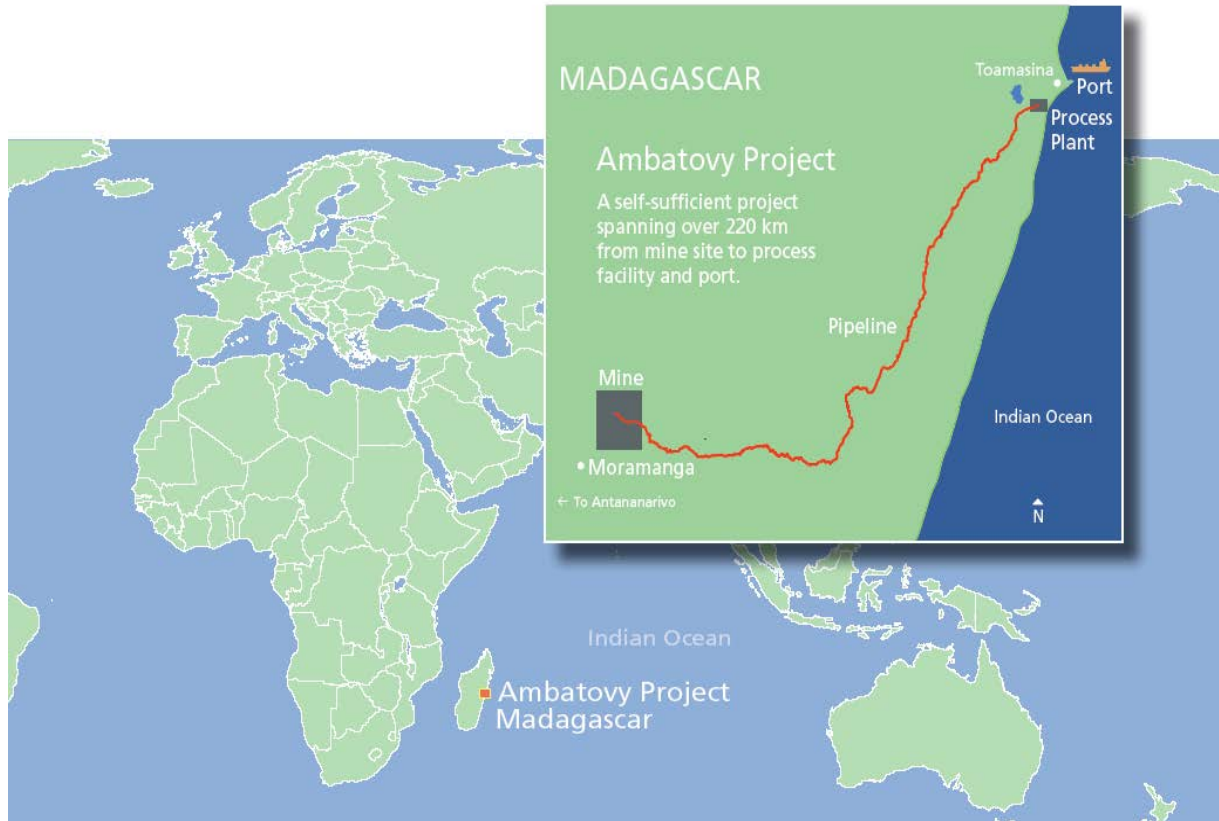 MADAGASCAR
Toamasina
Port
Process
Plant
Ambatovy Project
A self-sufficient project
spanning over 220 km
from mine site to process
facility and port.
Pipeline
Mine
Indian Ocean
Moramanga
← To Antananarivo
N
Indian Ocean
Ambatovy Project
Madagascar